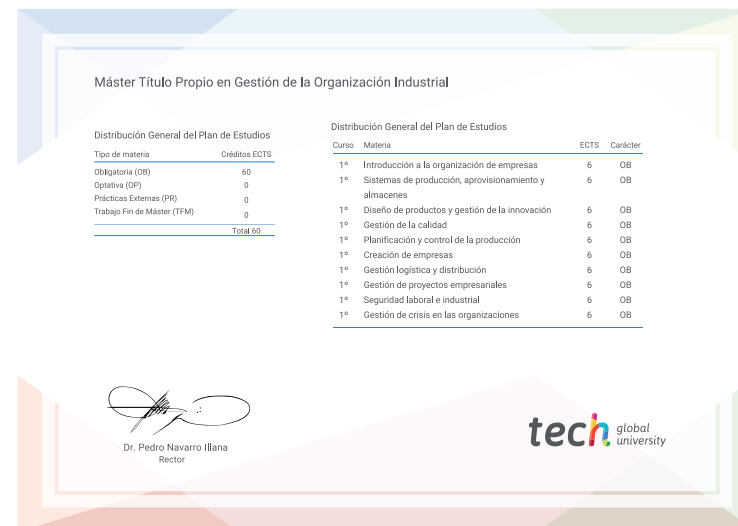 Máster Título Propio en Gestión de la Organización Industrial
Distribución General del Plan de Estudios
Tipo de materia Créditos ECTS
Obligatoria (OB) 60
Optativa (OP) 0
Prácticas Externas (PR) 0
Trabajo Fin de Máster (TFM) 0
Total 60
Distribución General del Plan de Estudios
Curso Materia ECTS Carácter
1º Introducción a la organización de empresas 6 OB
1º Sistemas de producción, aprovisionamiento y 6 OB
almacenes
1º Diseño de productos y gestión de la innovación 6 OB
1º Gestión de la calidad 6 OB
1º Planificación y control de la producción 6 OB
1º Creación de empresas 6 OB
1º Gestión logística y distribución 6 OB
1º Gestión de proyectos empresariales 6 OB
1º Seguridad laboral e industrial 6 OB
1º Gestión de crisis en las organizaciones 6 OB
Dr. Pedro Navarro Illana
Rector
tech global
university